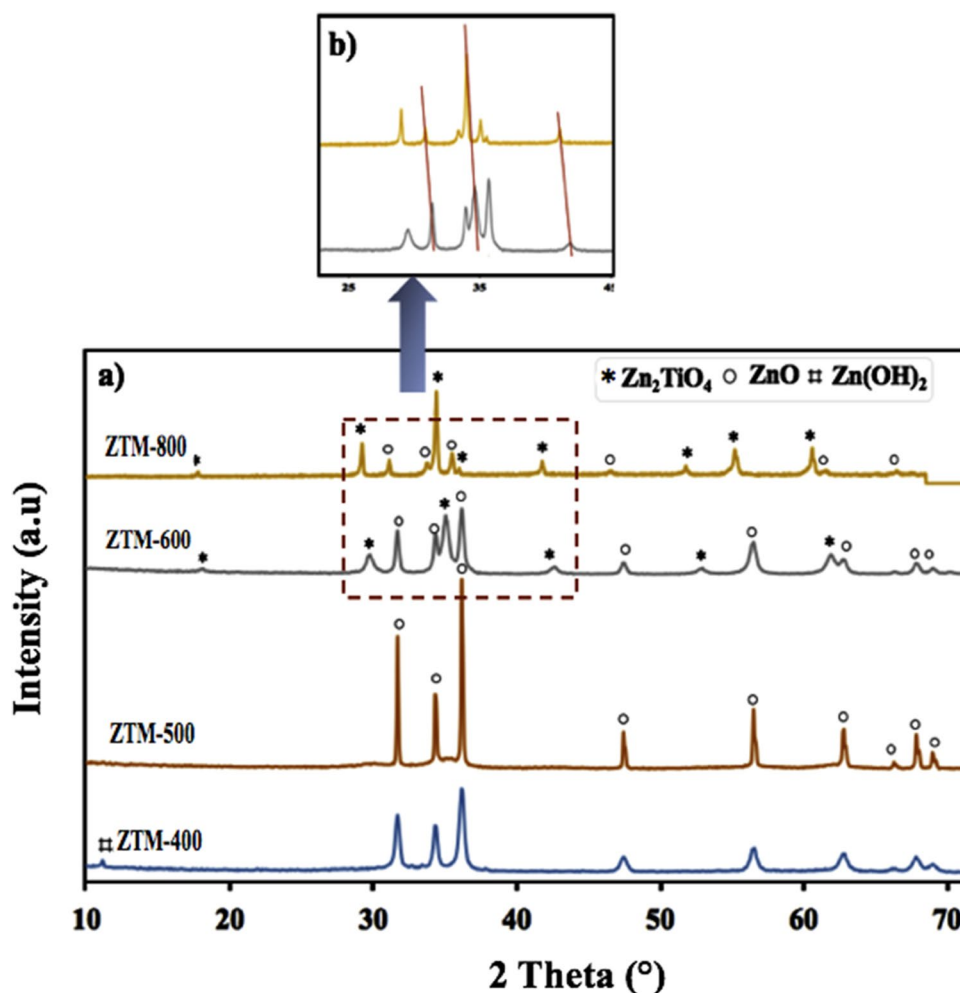 b)
25 35 45
a)
* Zn₂TiO₄ ○ ZnO ⌗ Zn(OH)₂
ZTM-800
ZTM-600
ZTM-500
⌗ ZTM-400
Intensity (a.u)
10 20 30 40 50 60 70
2 Theta (°)